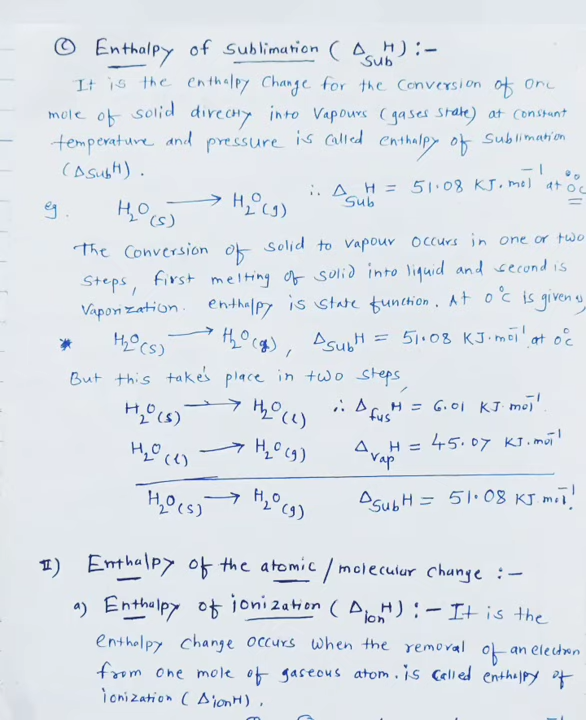 ⓒ Enthalpy of Sublimation ( ΔsubH ) :-
It is the enthalpy Change for the conversion of one
mole of solid direcHy into Vapours ( gases state) at constant
temperature and pressure is Called enthalpy of Sublimation
(ΔsubH) .
eg. H₂O(s) ⟶ H₂O(g) ∴ ΔsubH = 51.08 KJ.mol⁻¹ at 0°C
The Conversion of solid to vapour occurs in one or two
steps, first melting of solid into liquid and second is
Vaporization. enthalpy is state function. At 0°C is given
* H₂O(s) ⟶ H₂O(g), ΔsubH = 51.08 KJ.mol⁻¹ at 0°C
But this take's place in two steps,
H₂O(s) ⟶ H₂O(l) ∴ ΔfusH = 6.01 KJ mol⁻¹
H₂O(l) ⟶ H₂O(g) ΔvapH = 45.07 KJ.mol⁻¹
H₂O(s) ⟶ H₂O(g) ΔsubH = 51.08 KJ mol⁻¹
II) Enthalpy of the atomic / molecular change :-
a) Enthalpy of ionization ( ΔionH ) :- It is the
enthalpy change occurs when the removal of an electron
from one mole of gaseous atom. is Called enthalpy of
ionization ( ΔionH) .